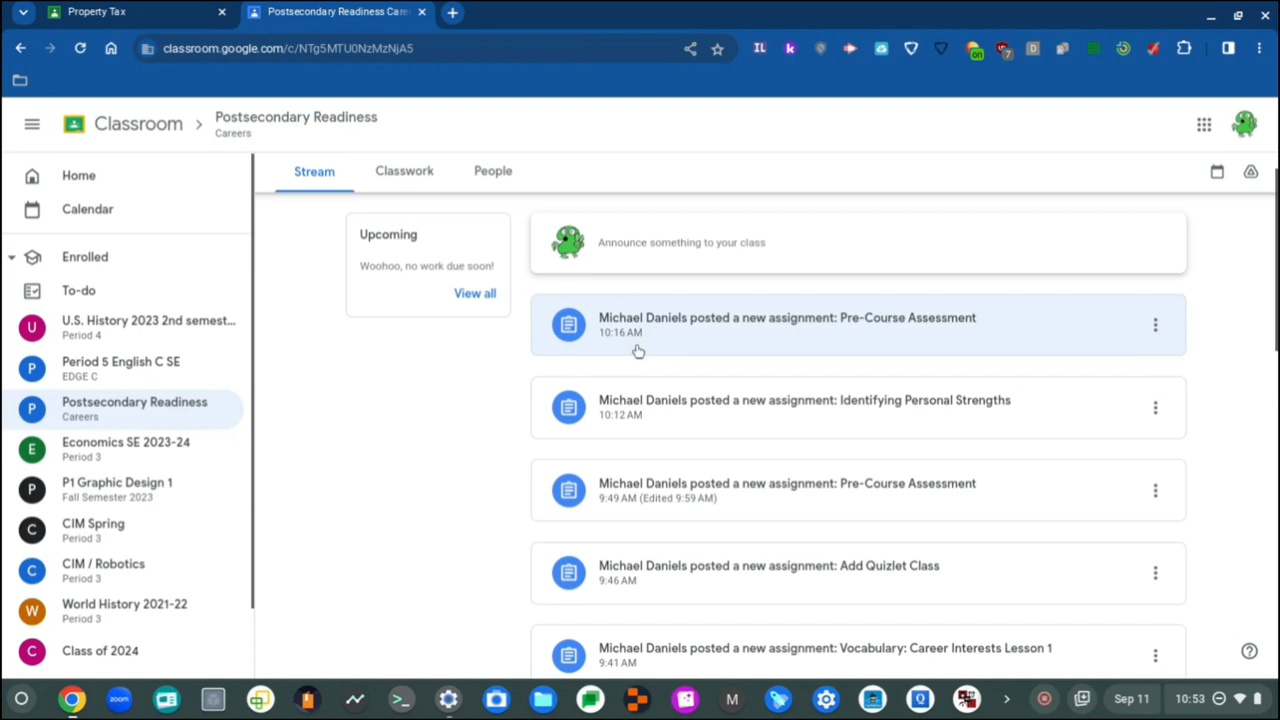 Property Tax
Postsecondary Readiness Care
classroom.google.com/c/NTg5MTU0NzMzNjA5
IL
k
on
7
D
Classroom
Postsecondary Readiness
Careers
Home
Calendar
Enrolled
To-do
U
U.S. History 2023 2nd semest...
Period 4
P
Period 5 English C SE
EDGE C
P
Postsecondary Readiness
Careers
E
Economics SE 2023-24
Period 3
P
P1 Graphic Design 1
Fall Semester 2023
C
CIM Spring
Period 3
C
CIM / Robotics
Period 3
W
World History 2021-22
Period 3
C
Class of 2024
Stream
Classwork
People
Upcoming
Woohoo, no work due soon!
View all
Announce something to your class
Michael Daniels posted a new assignment: Pre-Course Assessment
10:16 AM
Michael Daniels posted a new assignment: Identifying Personal Strengths
10:12 AM
Michael Daniels posted a new assignment: Pre-Course Assessment
9:49 AM (Edited 9:59 AM)
Michael Daniels posted a new assignment: Add Quizlet Class
9:46 AM
Michael Daniels posted a new assignment: Vocabulary: Career Interests Lesson 1
9:41 AM
zoom
M
Q
Sep 11
10:53